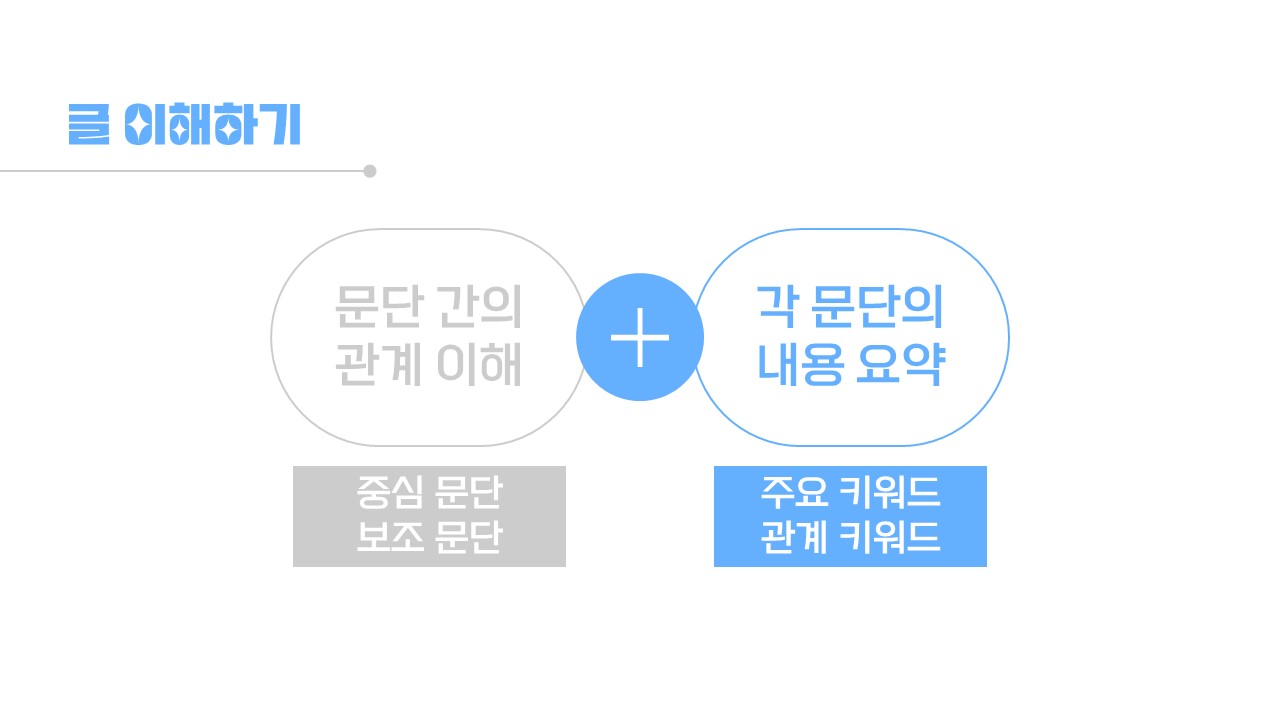 글 이해하기
문단 간의
관계 이해
각 문단의
내용 요약
중심 문단
보조 문단
주요 키워드
관계 키워드